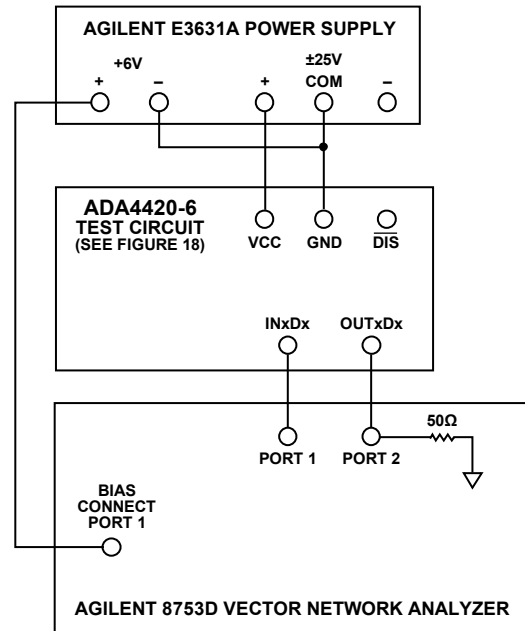 AGILENT E3631A POWER SUPPLY
+6V ±25V
+ – + COM –
ADA4420-6
TEST CIRCUIT
(SEE FIGURE 18)
VCC GND DIS
INxDx OUTxDx
50Ω
PORT 1 PORT 2
BIAS
CONNECT
PORT 1
AGILENT 8753D VECTOR NETWORK ANALYZER